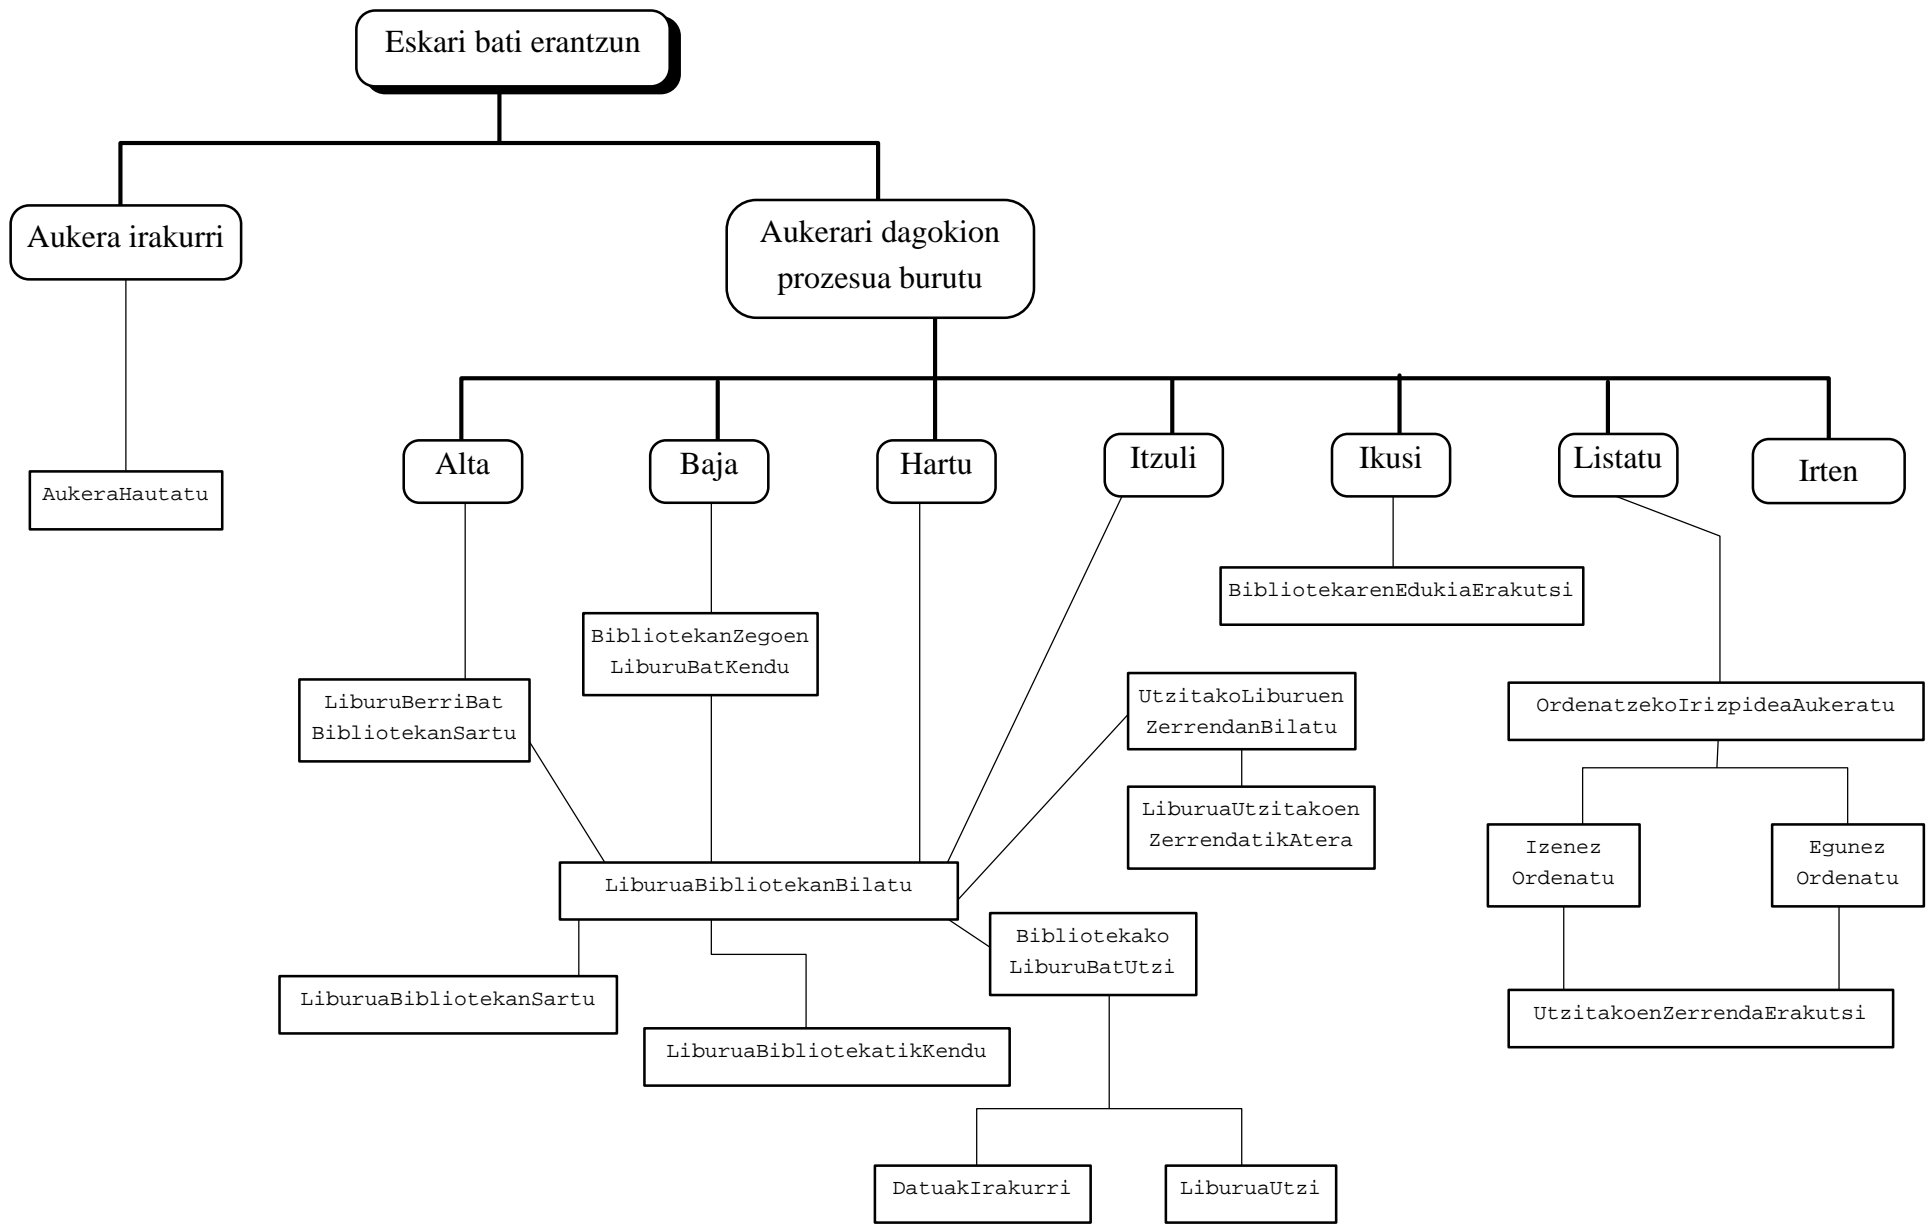 Eskari bati erantzun
Aukera irakurri
Aukerari dagokion
prozesua burutu
Alta
Baja
Hartu
Itzuli
Ikusi
Listatu
Irten
AukeraHautatu
BibliotekarenEdukiaErakutsi
BibliotekanZegoen
LiburuBatKendu
LiburuBerriBat
BibliotekanSartu
UtzitakoLiburuen
ZerrendanBilatu
OrdenatzekoIrizpideaAukeratu
LiburuaUtzitakoen
ZerrendatikAtera
Izenez
Ordenatu
Egunez
Ordenatu
LiburuaBibliotekanBilatu
Bibliotekako
LiburuBatUtzi
LiburuaBibliotekanSartu
UtzitakoenZerrendaErakutsi
LiburuaBibliotekatikKendu
DatuakIrakurri
LiburuaUtzi